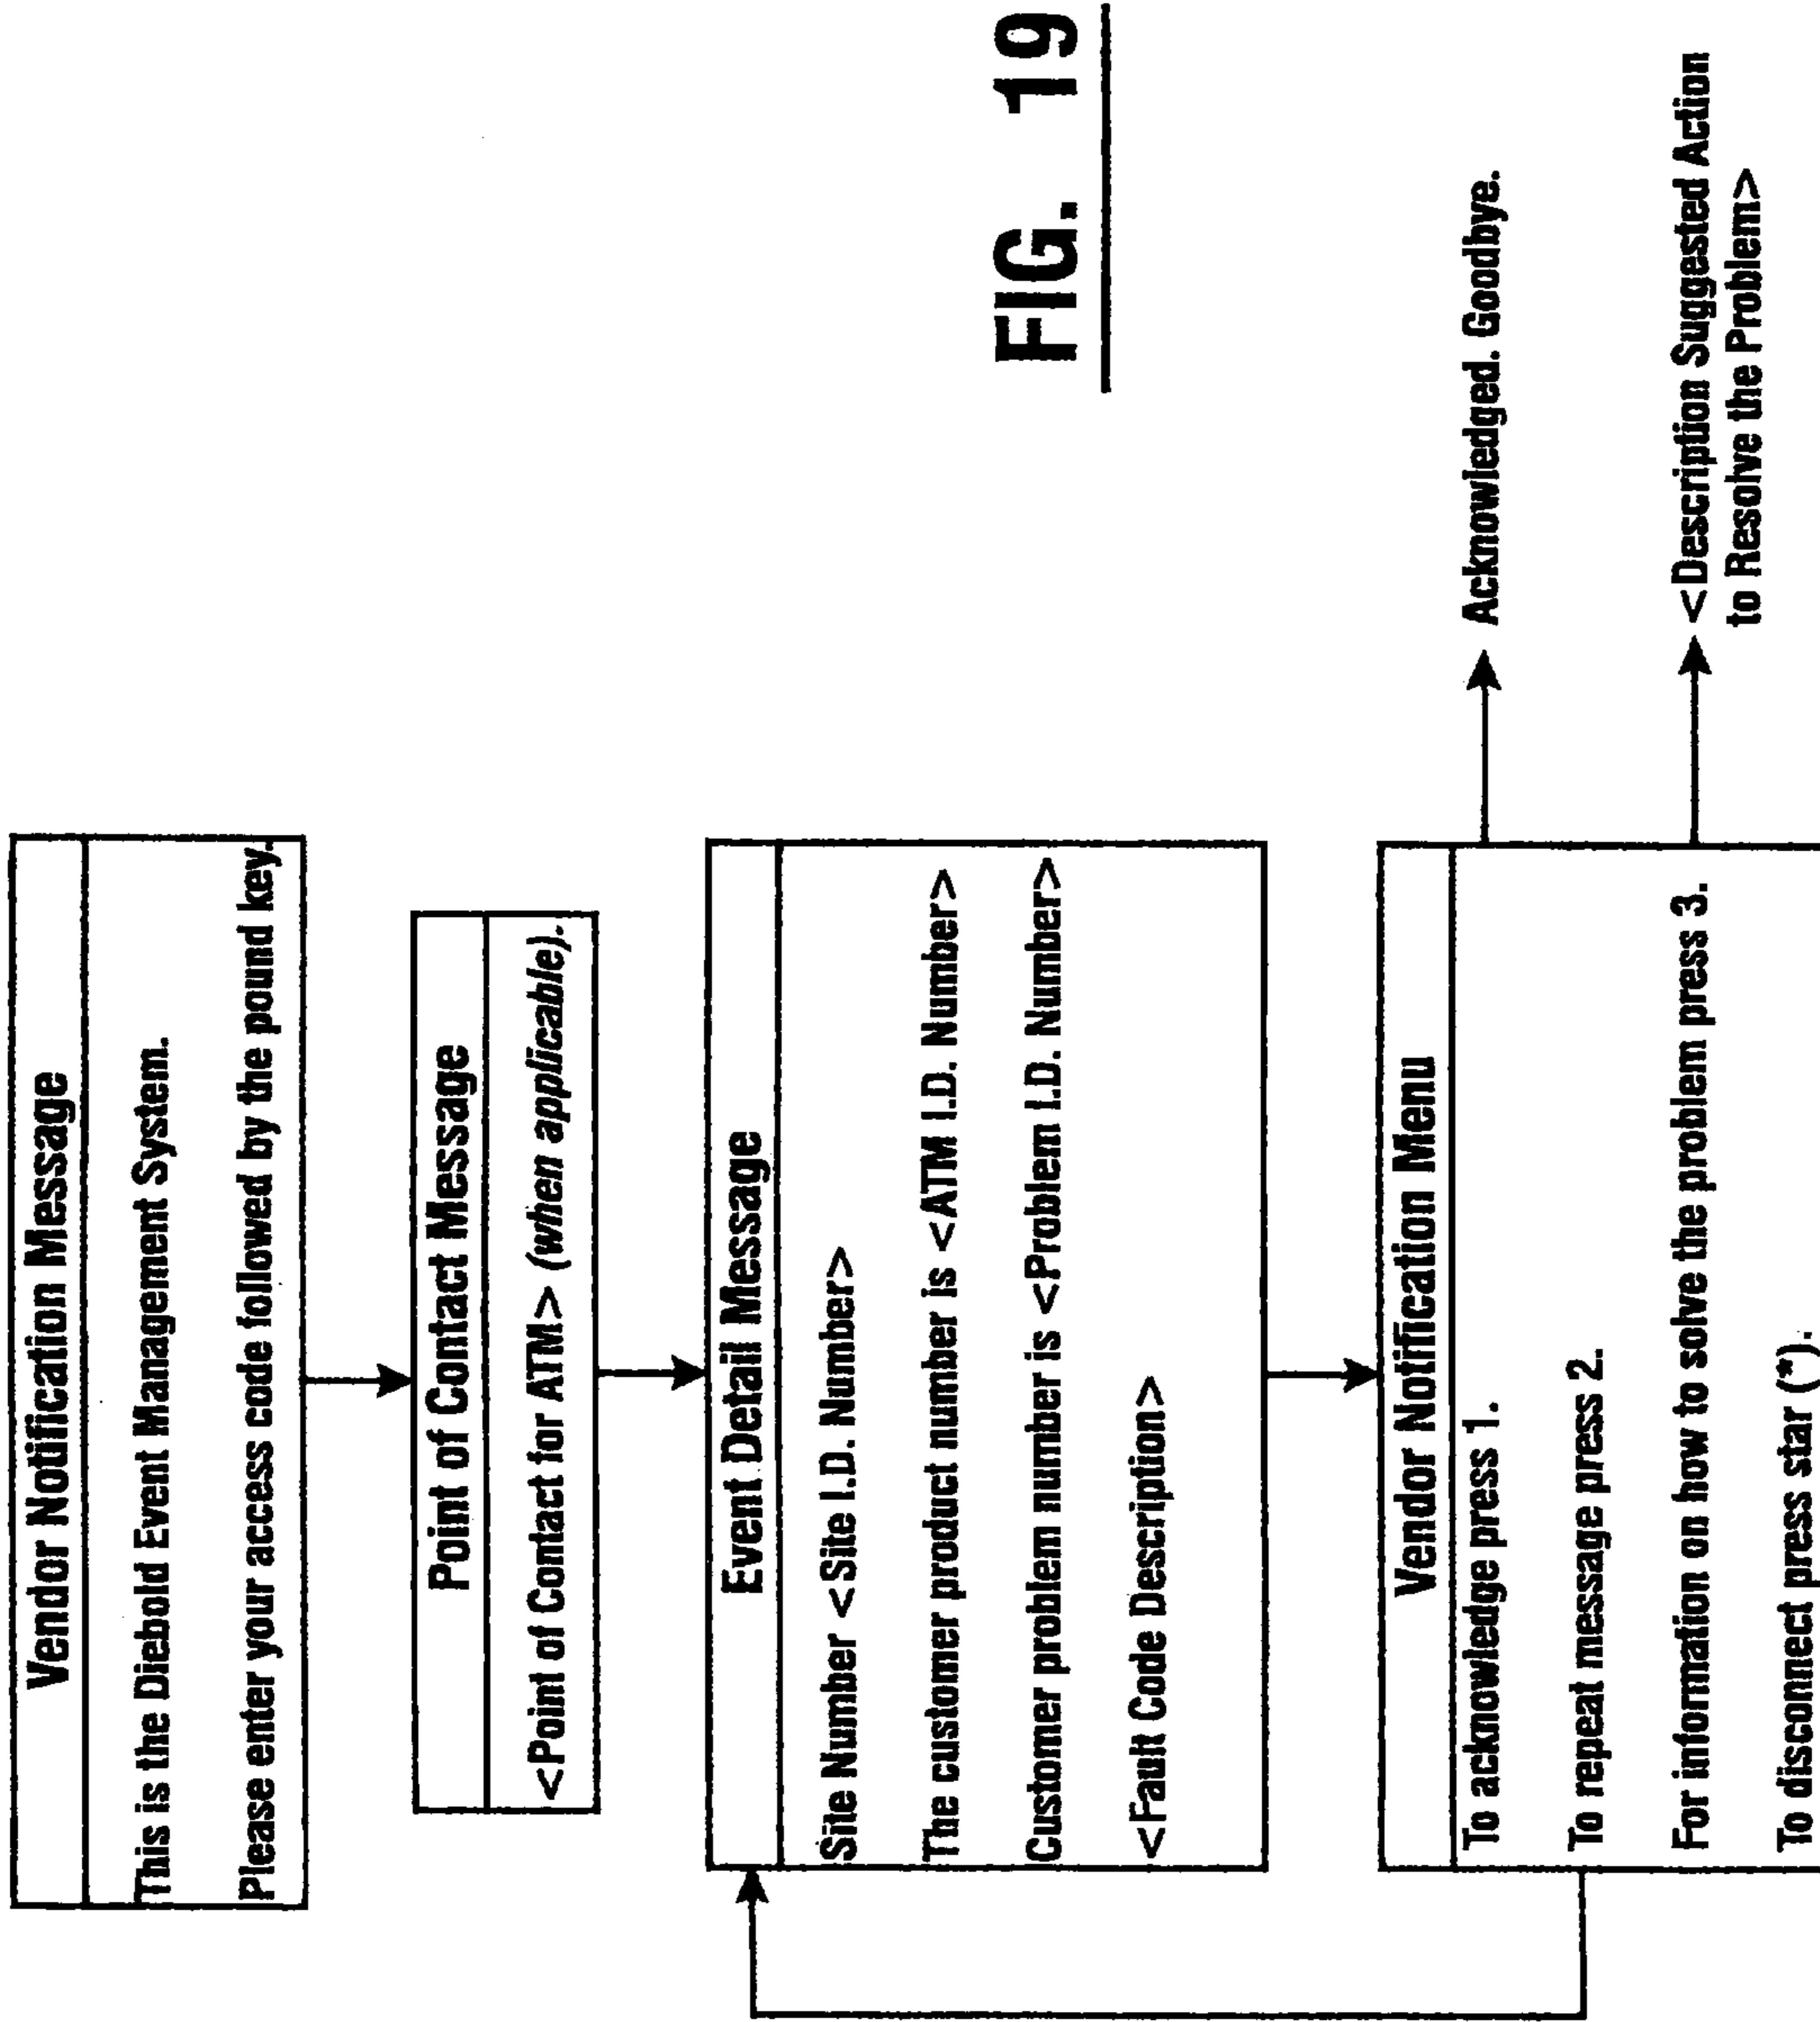 Vendor Notification Message
This is the Diebold Event Management System.
Please enter your access code followed by the pound key.
Point of Contact Message
<Point of Contact for ATM> (when applicable).
Event Detail Message
Site Number <Site I.D. Number>
The customer product number is <ATM I.D. Number>
Customer problem number is <Problem I.D. Number>
<Fault Code Description>
Vendor Notification Menu
To acknowledge press 1.
To repeat message press 2.
For information on how to solve the problem press 3.
To disconnect press star (*).
Acknowledged. Goodbye.
<Description Suggested Action
to Resolve the Problem>
FIG. 19